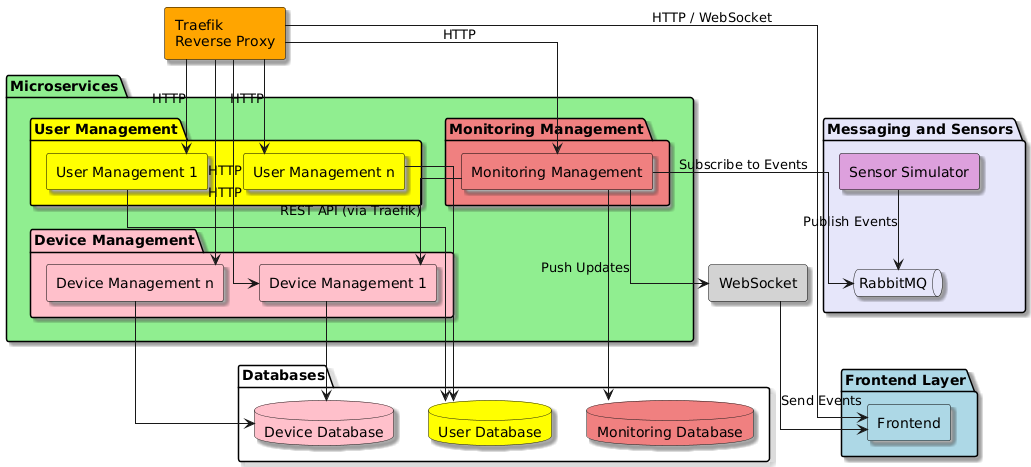 Traefik
Reverse Proxy
HTTP / WebSocket
HTTP
Microservices
HTTP
HTTP
User Management
Monitoring Management
Messaging and Sensors
User Management 1
HTTP
User Management n
Monitoring Management
Subscribe to Events
Sensor Simulator
HTTP
REST API (via Traefik)
Publish Events
Device Management
Device Management n
Device Management 1
Push Updates
WebSocket
RabbitMQ
Databases
Frontend Layer
Send Events
Device Database
User Database
Monitoring Database
Frontend